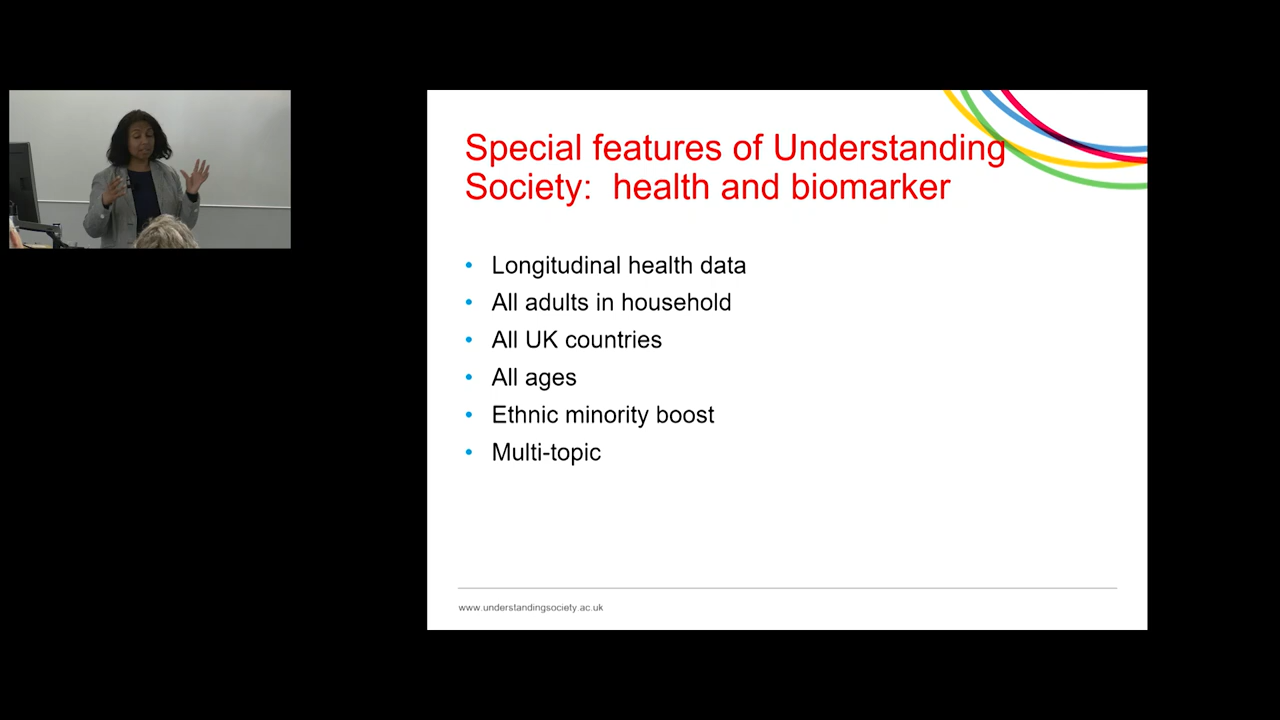 Special features of Understanding
Society:  health and biomarker
• Longitudinal health data
• All adults in household
• All UK countries
• All ages
• Ethnic minority boost
• Multi-topic
www.understandingsociety.ac.uk